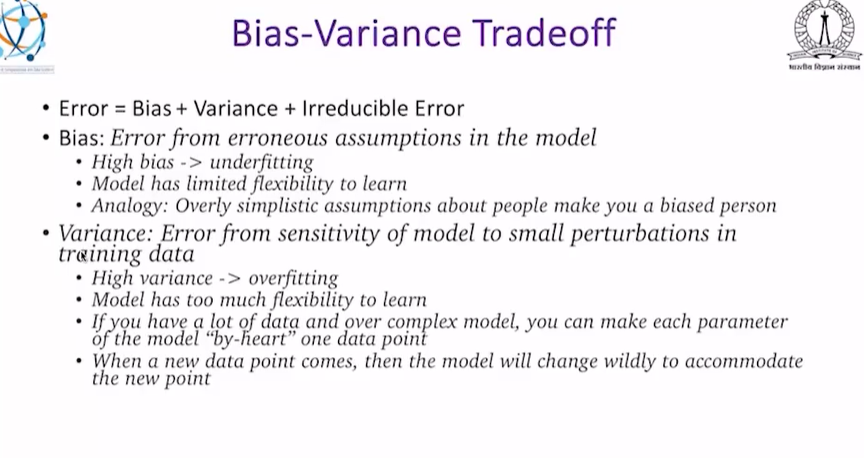 Bias-Variance Tradeoff
भारतीय विज्ञान संस्थान
• Error = Bias + Variance + Irreducible Error
• Bias: Error from erroneous assumptions in the model
• High bias -> underfitting
• Model has limited flexibility to learn
• Analogy: Overly simplistic assumptions about people make you a biased person
• Variance: Error from sensitivity of model to small perturbations in
training data
• High variance -> overfitting
• Model has too much flexibility to learn
• If you have a lot of data and over complex model, you can make each parameter
of the model “by-heart” one data point
• When a new data point comes, then the model will change wildly to accommodate
the new point